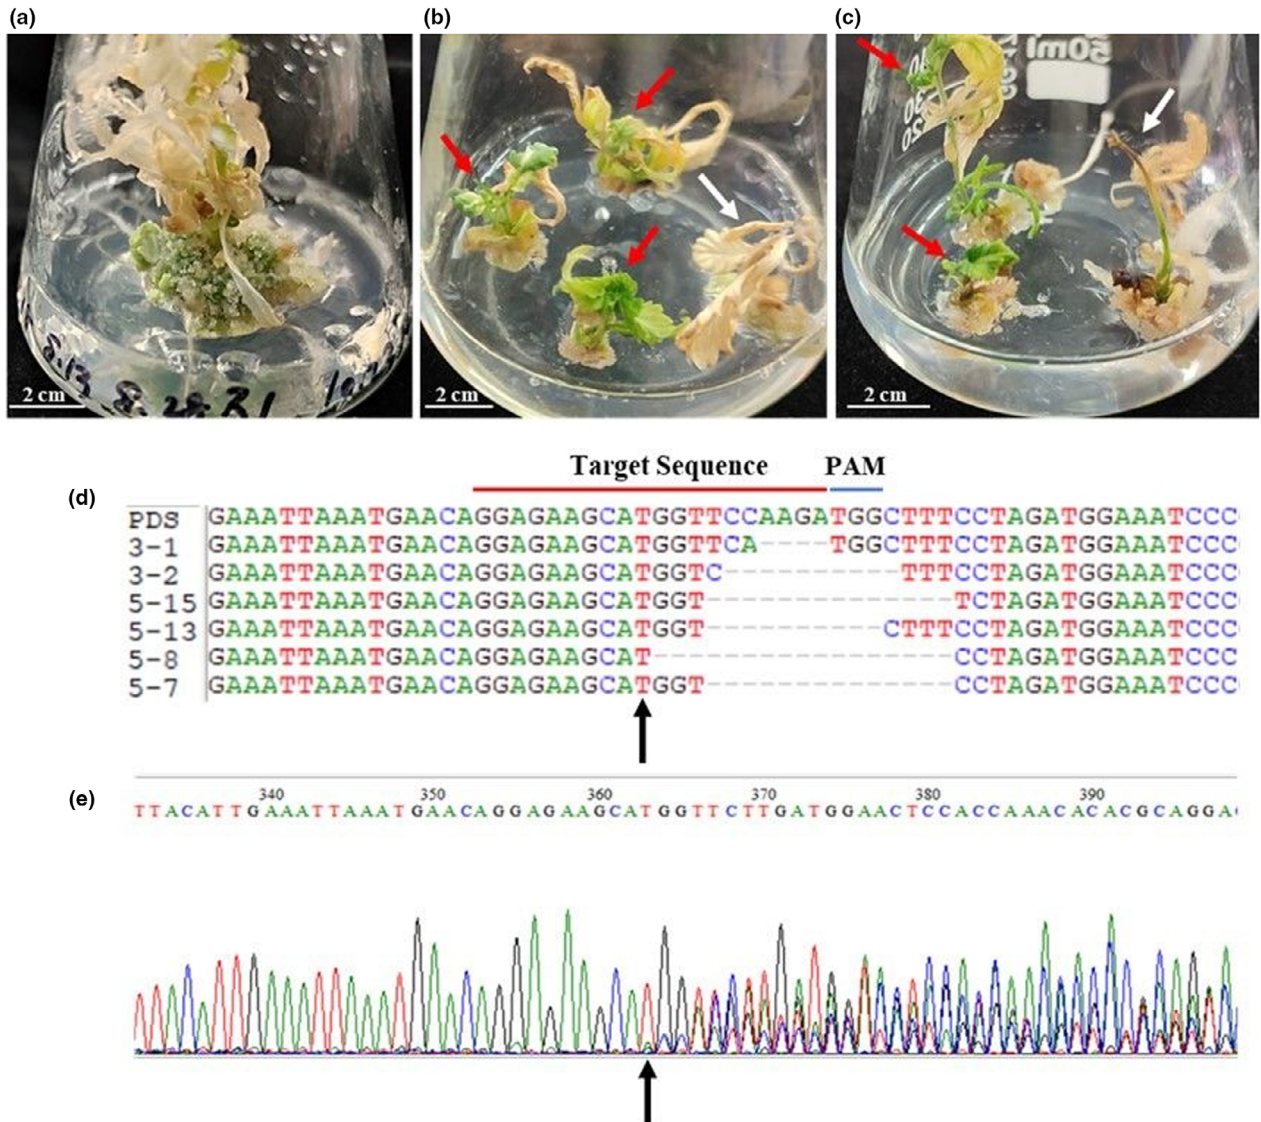 (a)
(b)
(c)
50ml
2 cm
2 cm
2 cm
Target Sequence PAM
(d)
PDS GAAATTAAATGAACAGGAGAAGCATGGTTCCAAGATGGCTTTCCTAGATGGAAATCCC
3-1 GAAATTAAATGAACAGGAGAAGCATGGTTCA----TGGCTTTCCTAGATGGAAATCCC
3-2 GAAATTAAATGAACAGGAGAAGCATGGTC----------TTTCCTAGATGGAAATCCC
5-15 GAAATTAAATGAACAGGAGAAGCATGGT--------------TCTAGATGGAAATCCC
5-13 GAAATTAAATGAACAGGAGAAGCATGGT----------CTTTCCTAGATGGAAATCCC
5-8 GAAATTAAATGAACAGGAGAAGCAT-----------------CCTAGATGGAAATCCC
5-7 GAAATTAAATGAACAGGAGAAGCATGGT--------------CCTAGATGGAAATCCC
(e)
340 350 360 370 380 390
TTACATTGAAATTAAATGAACAGGAGAAGCATGGTTCTTGATGGAACTCCACCAAACACACGCAGGA